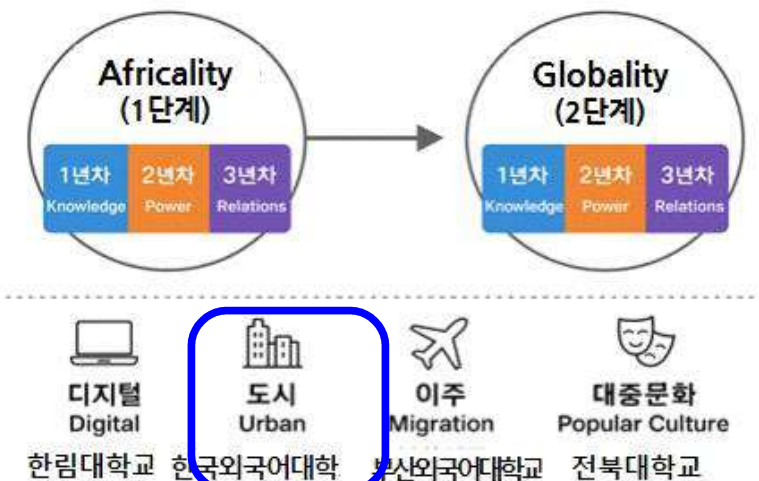 Africality
(1단계)
Globality
(2단계)
1년차 2년차 3년차
Knowledge Power Relations
1년차 2년차 3년차
Knowledge Power Relations
디지털 도시 이주 대중문화
Digital Urban Migration Popular Culture
한림대학교 한국외국어대학 부산외국어대학교 전북대학교